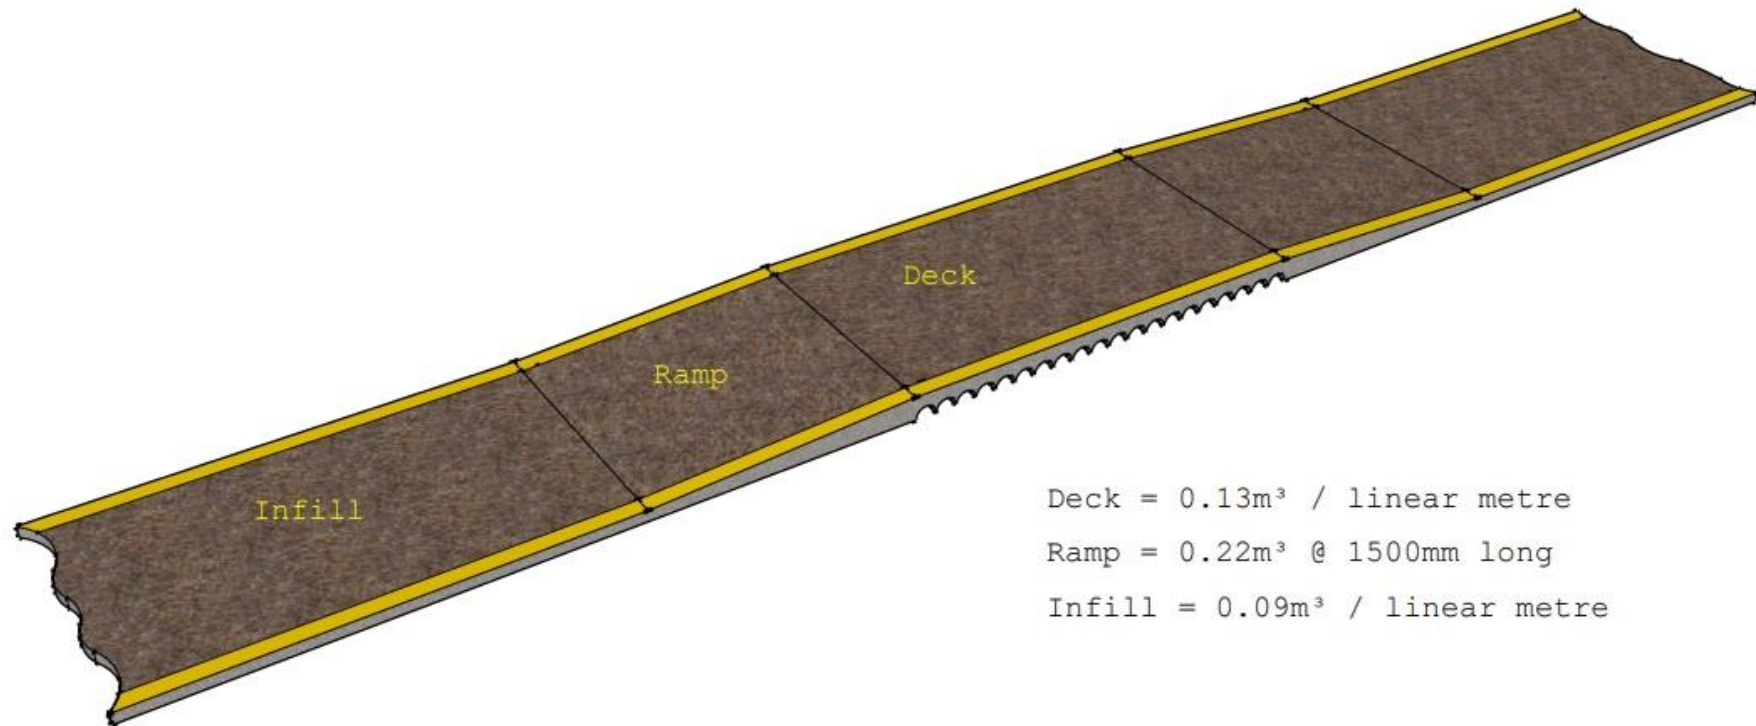 Deck
Ramp
Infill
Deck = 0.13m³ / linear metre
Ramp = 0.22m³ @ 1500mm long
Infill = 0.09m³ / linear metre